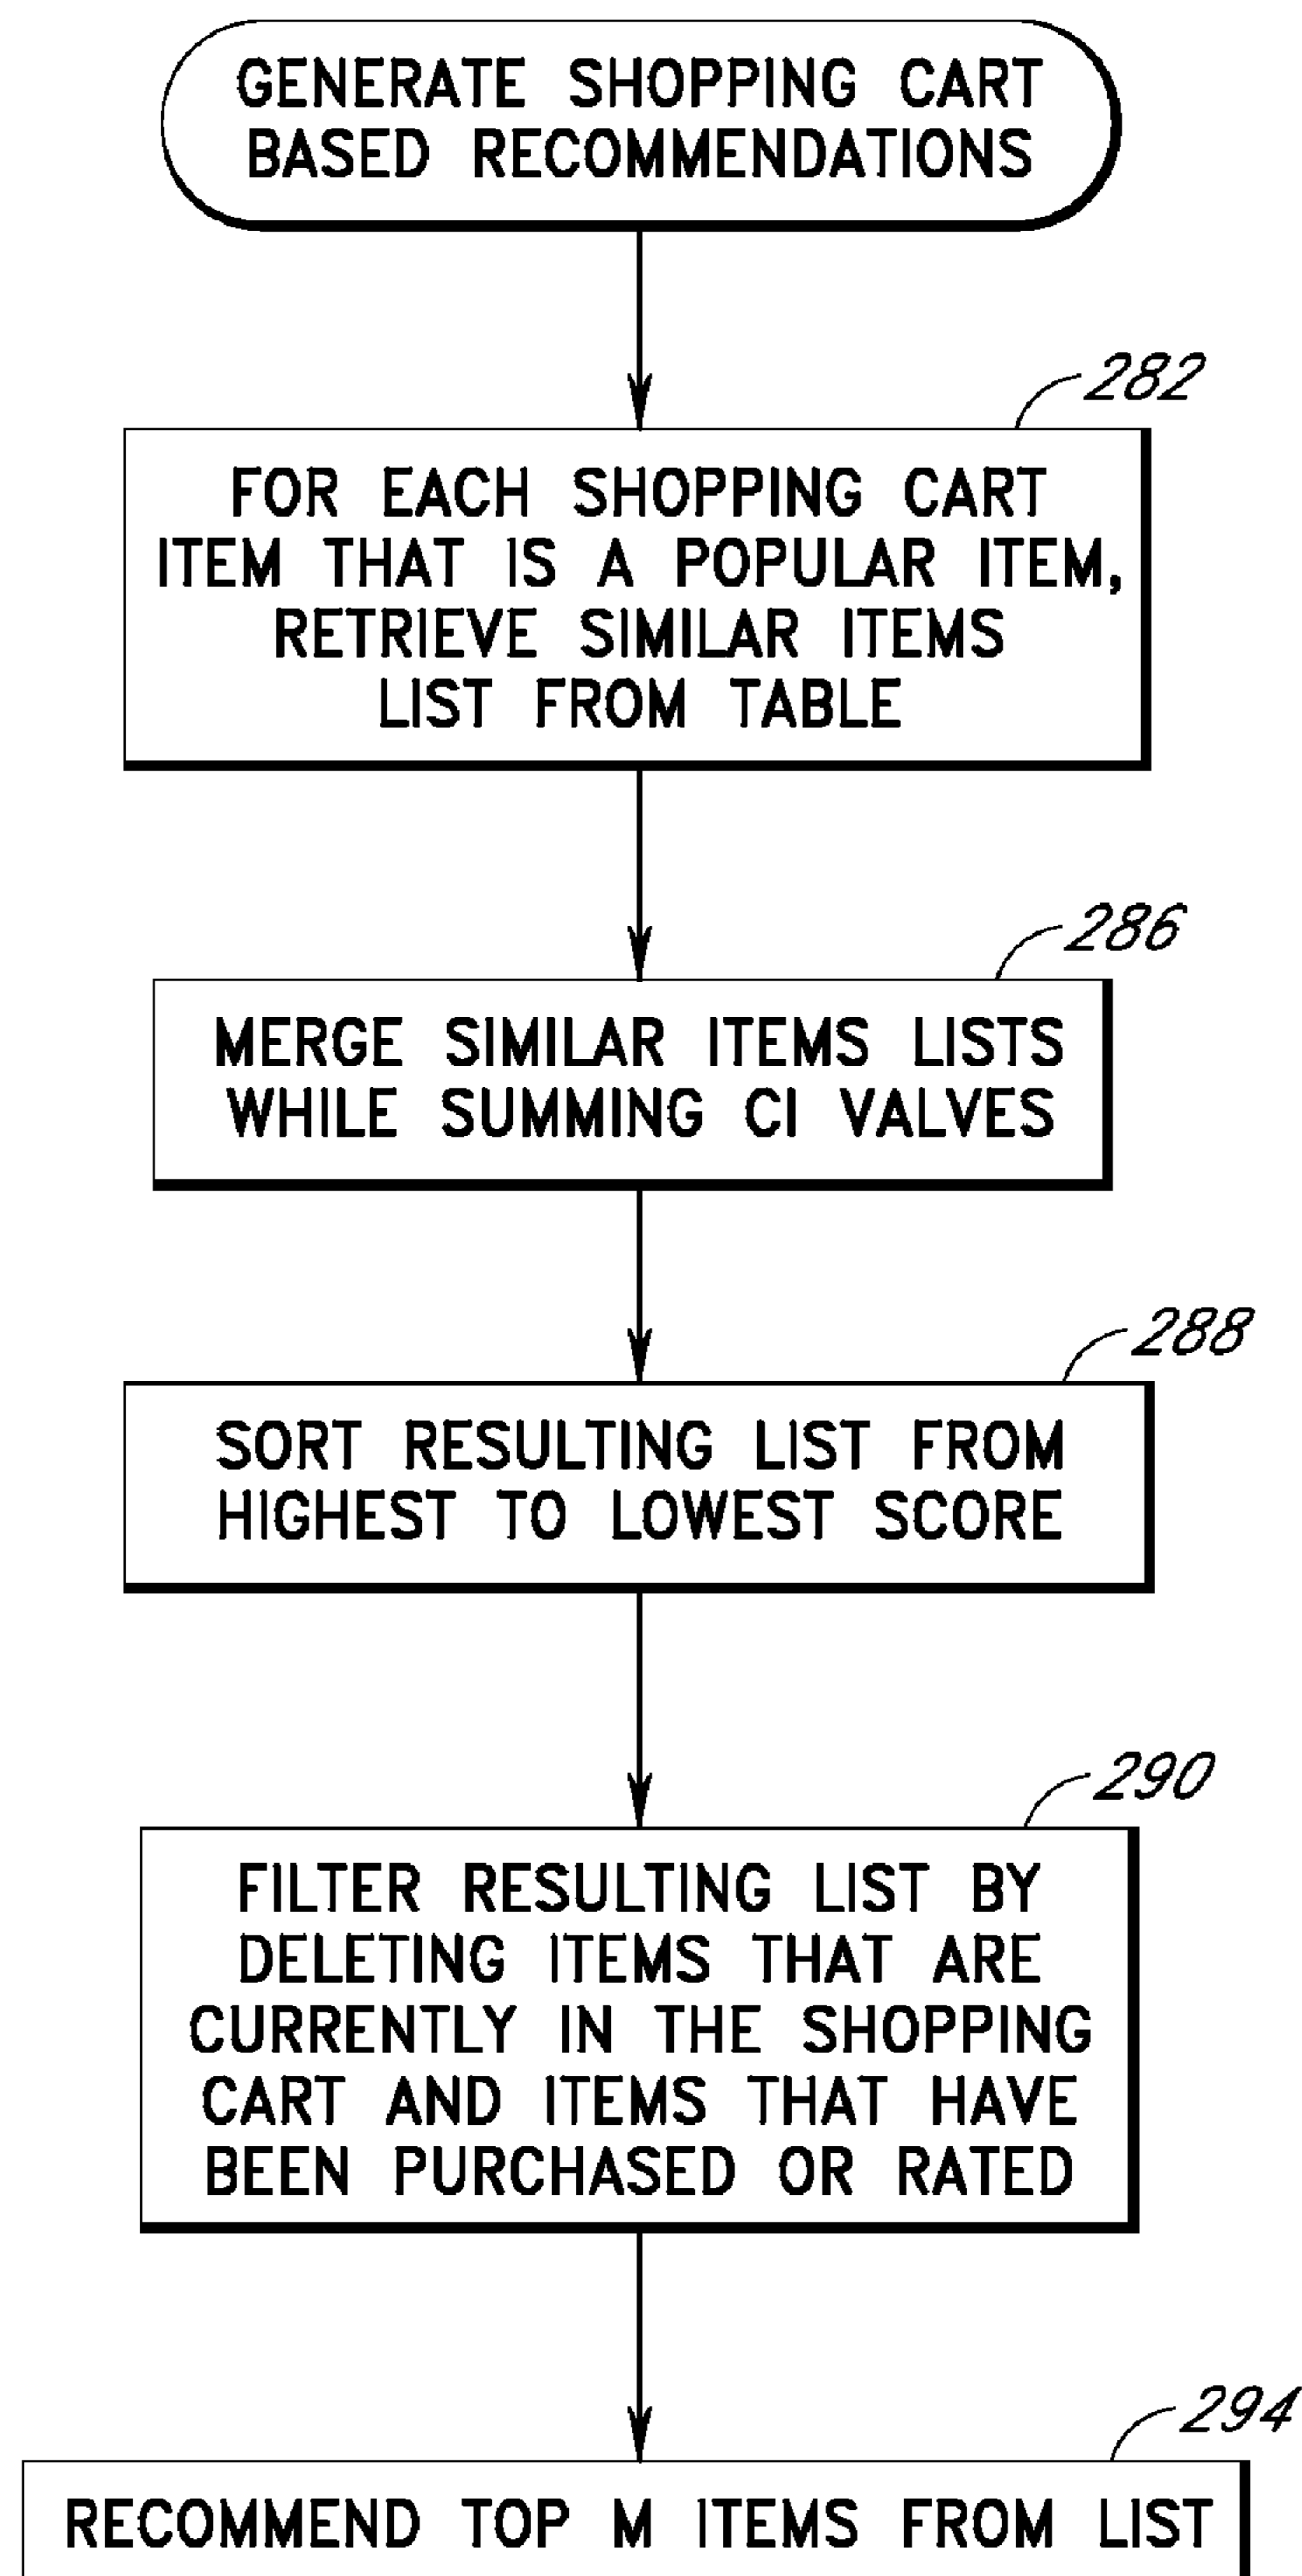 GENERATE SHOPPING CART
BASED RECOMMENDATIONS
282
FOR EACH SHOPPING CART
ITEM THAT IS A POPULAR ITEM,
RETRIEVE SIMILAR ITEMS
LIST FROM TABLE
286
MERGE SIMILAR ITEMS LISTS
WHILE SUMMING CI VALVES
288
SORT RESULTING LIST FROM
HIGHEST TO LOWEST SCORE
290
FILTER RESULTING LIST BY
DELETING ITEMS THAT ARE
CURRENTLY IN THE SHOPPING
CART AND ITEMS THAT HAVE
BEEN PURCHASED OR RATED
294
RECOMMEND TOP M ITEMS FROM LIST